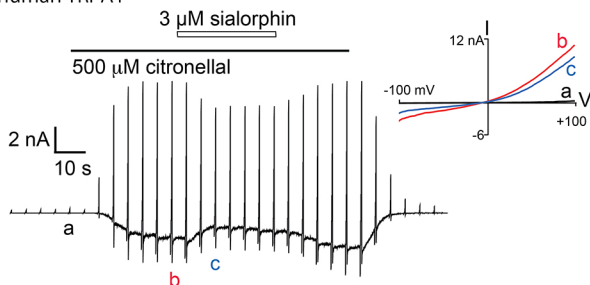 3 μM sialorphin
500 μM citronellal
2 nA
10 s
a
b
c
I
12 nA
b
c
a
-100 mV
V
+100
-6